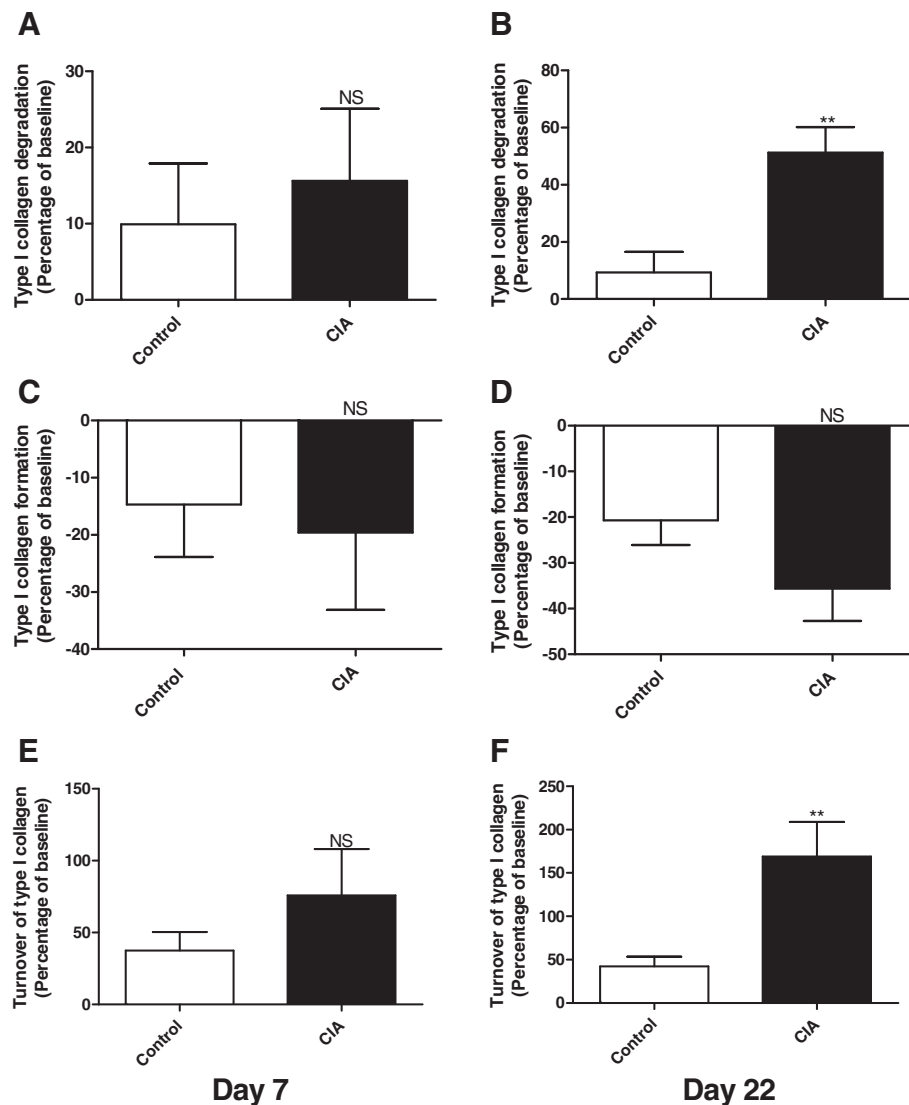 A
Type I collagen degradation
(Percentage of baseline)
30
20
10
0
NS
Control
CIA
B
Type I collagen degradation
(Percentage of baseline)
80
60
40
20
0
**
Control
CIA
C
Type I collagen formation
(Percentage of baseline)
0
-10
-20
-30
-40
NS
Control
CIA
D
Type I collagen formation
(Percentage of baseline)
0
-10
-20
-30
-40
-50
NS
Control
CIA
E
Turnover of type I collagen
(Percentage of baseline)
150
100
50
0
NS
Control
CIA
Day 7
F
Turnover of type I collagen
(Percentage of baseline)
250
200
150
100
50
0
**
Control
CIA
Day 22